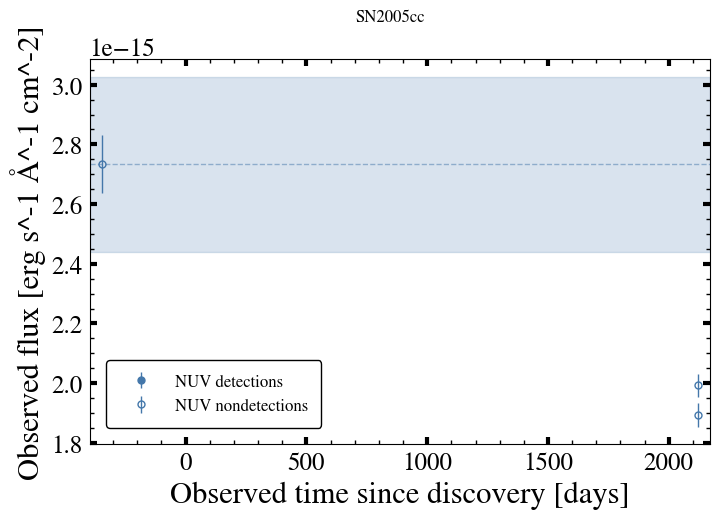 SN2005cc
1e−15
3.0
2.8
2.6
2.4
2.2
2.0
1.8
Observed flux [erg s^-1 Å^-1 cm^-2]
NUV detections
NUV nondetections
0
500
1000
1500
2000
Observed time since discovery [days]